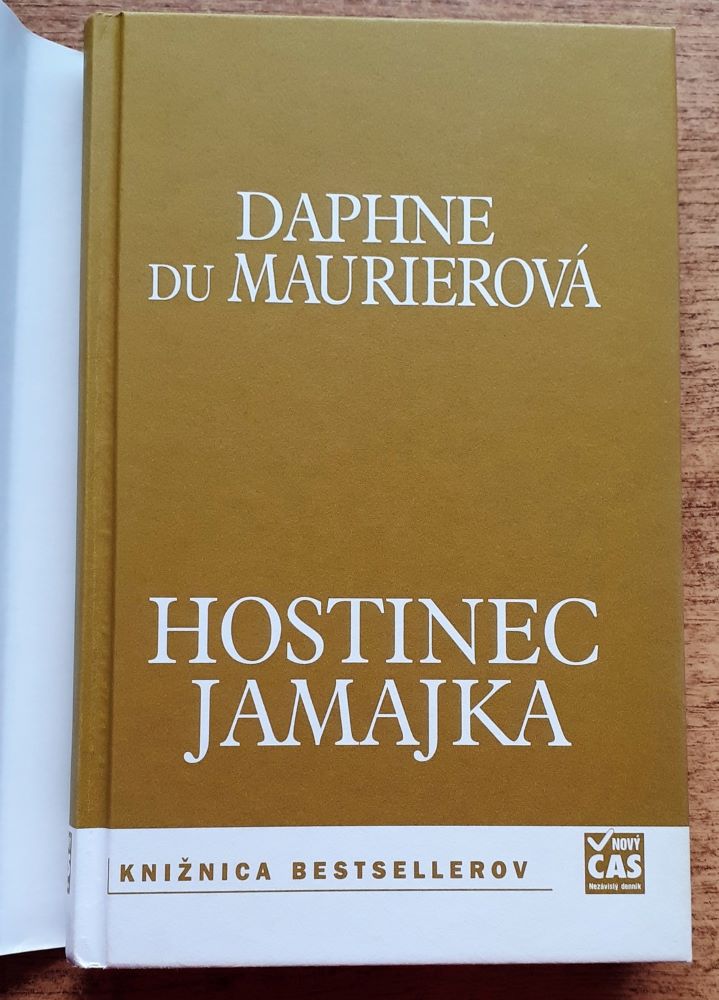 DAPHNE
DU MAURIEROVÁ
HOSTINEC
JAMAJKA
KNIŽNICA BESTSELLEROV
NOVÝ
ČAS
Nezávislý denník